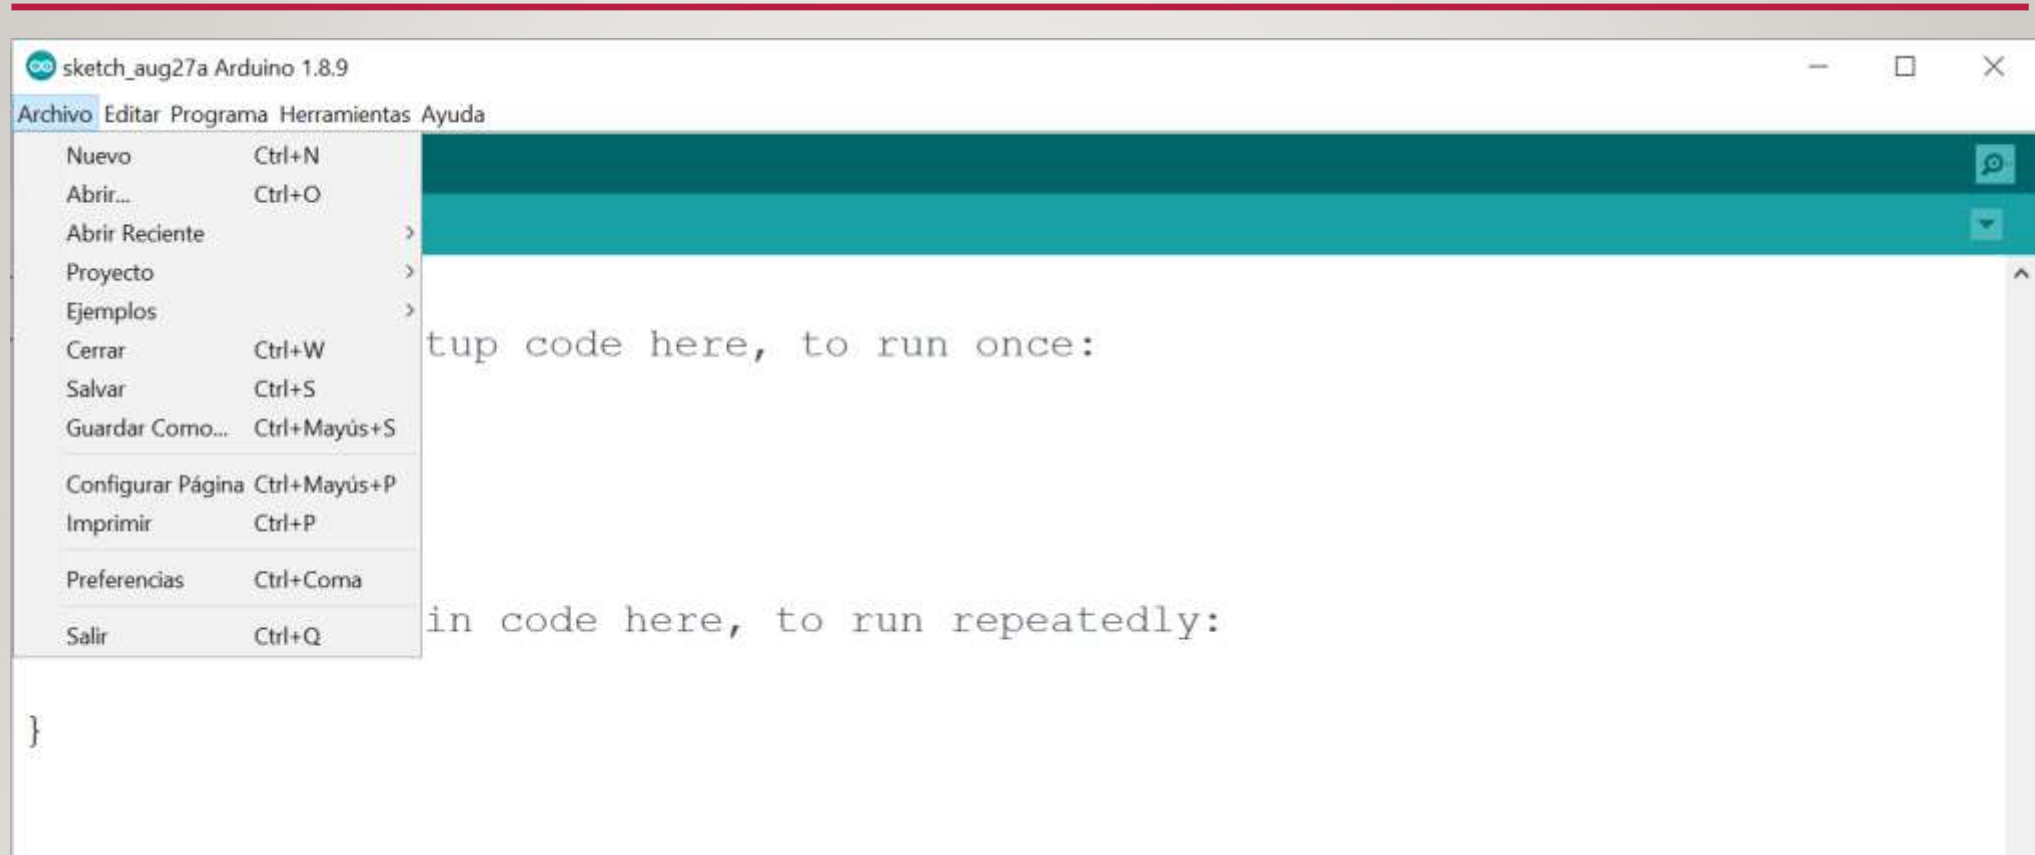 sketch_aug27a Arduino 1.8.9
Archivo Editar Programa Herramientas Ayuda
Nuevo Ctrl+N
Abrir... Ctrl+O
Abrir Reciente
Proyecto
Ejemplos
Cerrar Ctrl+W
Salvar Ctrl+S
Guardar Como... Ctrl+Mayús+S
Configurar Página Ctrl+Mayús+P
Imprimir Ctrl+P
Preferencias Ctrl+Coma
Salir Ctrl+Q
tup code here, to run once:
in code here, to run repeatedly:
}